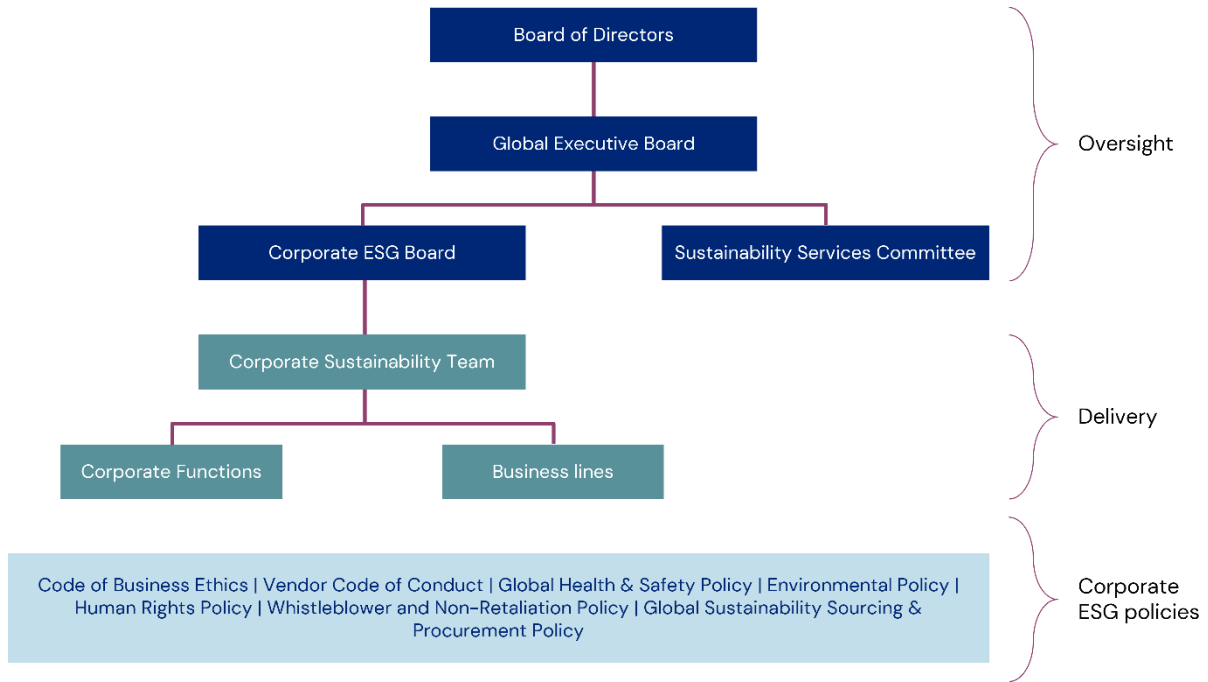 Board of Directors
Global Executive Board
Oversight
Corporate ESG Board
Sustainability Services Committee
Corporate Sustainability Team
Delivery
Corporate Functions
Business lines
Code of Business Ethics | Vendor Code of Conduct | Global Health & Safety Policy | Environmental Policy |
Human Rights Policy | Whistleblower and Non-Retaliation Policy | Global Sustainability Sourcing &
Procurement Policy
Corporate
ESG policies